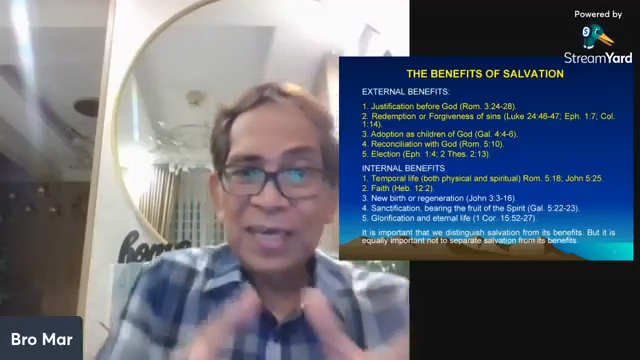 Powered by
StreamYard
THE BENEFITS OF SALVATION
EXTERNAL BENEFITS:
1. Justification before God (Rom. 3:24-28).
2. Redemption or Forgiveness of sins (Luke 24:46-47; Eph. 1:7; Col.
1:14).
3. Adoption as children of God (Gal. 4:4-6).
4. Reconciliation with God (Rom. 5:10).
5. Election (Eph. 1:4; 2 Thes. 2:13).
INTERNAL BENEFITS
1. Temporal life (both physical and spiritual) Rom. 5:18; John 5:25.
2. Faith (Heb. 12:2).
3. New birth or regeneration (John 3:3-16)
4. Sanctification, bearing the fruit of the Spirit (Gal. 5:22-23).
5. Glorification and eternal life (1 Cor. 15:52-27).
It is important that we distinguish salvation from its benefits. But it is
equally important not to separate salvation from its benefits.
home
Bro Mar